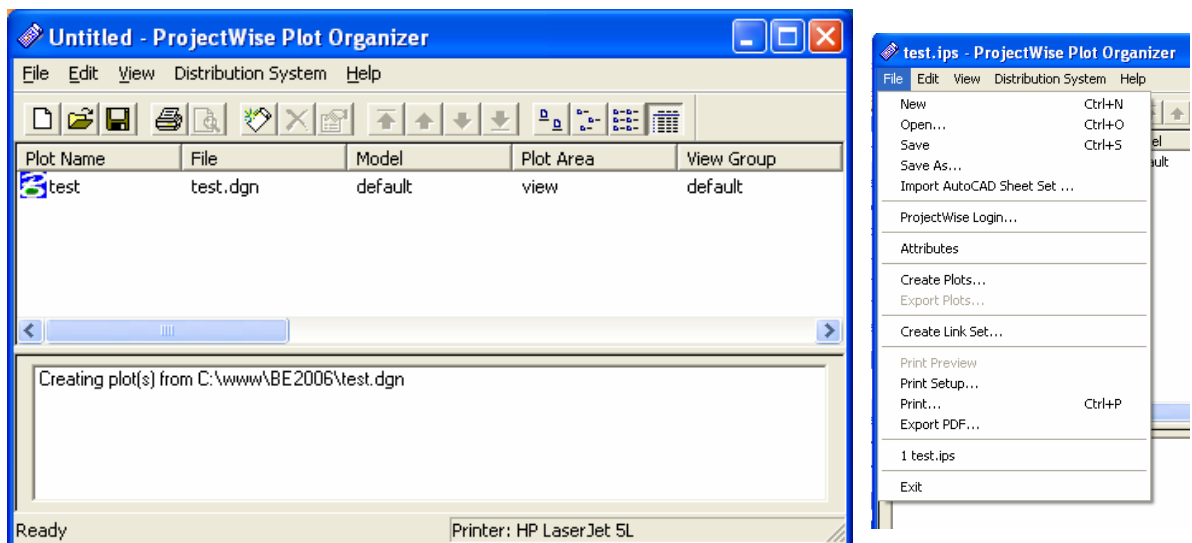 Untitled - ProjectWise Plot Organizer
File Edit View Distribution System Help
Plot Name File Model Plot Area View Group
test test.dgn default view default
Creating plot(s) from C:\www\BE2006\test.dgn
Ready Printer: HP LaserJet 5L
test.ips - ProjectWise Plot Organizer
File Edit View Distribution System Help
New Ctrl+N
Open... Ctrl+O
Save Ctrl+S
Save As...
Import AutoCAD Sheet Set ...
ProjectWise Login...
Attributes
Create Plots...
Export Plots...
Create Link Set...
Print Preview
Print Setup...
Print... Ctrl+P
Export PDF...
1 test.ips
Exit